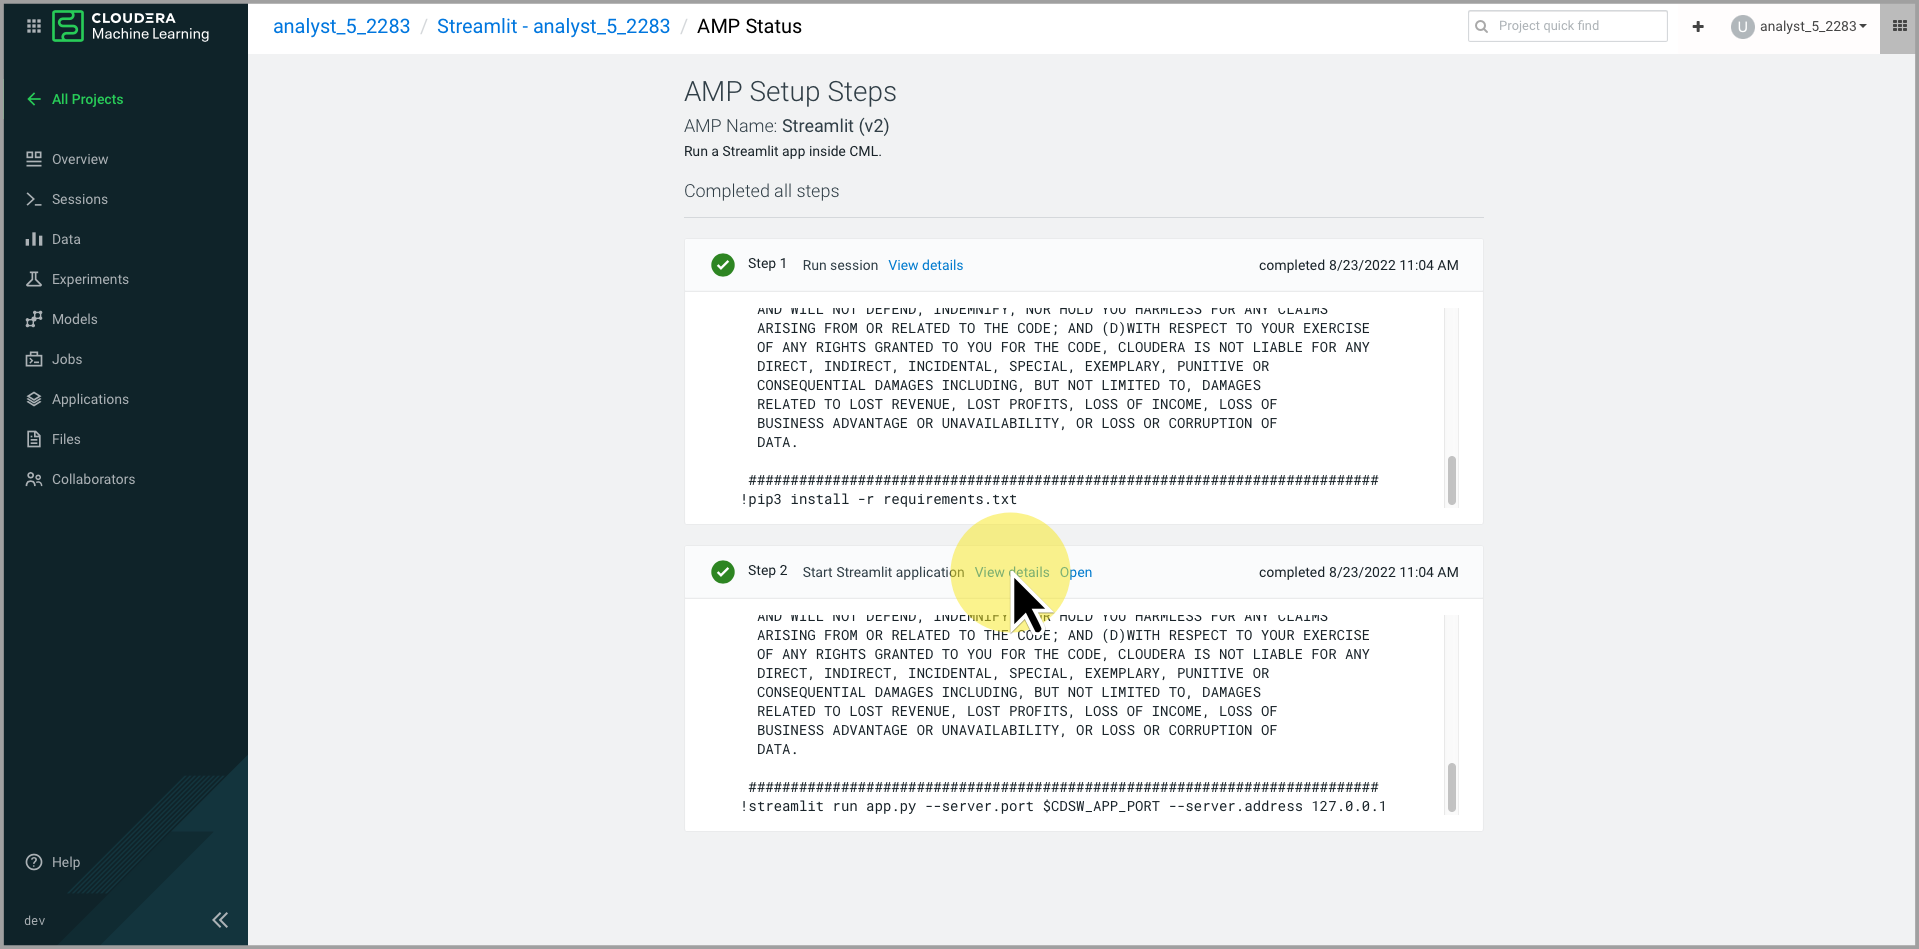 CLOUDERA
Machine Learning
analyst_5_2283 / Streamlit - analyst_5_2283 / AMP Status
Project quick find
U analyst_5_2283
All Projects
Overview
Sessions
Data
Experiments
Models
Jobs
Applications
Files
Collaborators
Help
dev
AMP Setup Steps
AMP Name: Streamlit (v2)
Run a Streamlit app inside CML.
Completed all steps
Step 1 Run session View details completed 8/23/2022 11:04 AM
AND WILL NOT DEFEND, INDEMNIFY, NOR HOLD YOU HARMLESS FOR ANY CLAIMS
ARISING FROM OR RELATED TO THE CODE; AND (D)WITH RESPECT TO YOUR EXERCISE
OF ANY RIGHTS GRANTED TO YOU FOR THE CODE, CLOUDERA IS NOT LIABLE FOR ANY
DIRECT, INDIRECT, INCIDENTAL, SPECIAL, EXEMPLARY, PUNITIVE OR
CONSEQUENTIAL DAMAGES INCLUDING, BUT NOT LIMITED TO, DAMAGES
RELATED TO LOST REVENUE, LOST PROFITS, LOSS OF INCOME, LOSS OF
BUSINESS ADVANTAGE OR UNAVAILABILITY, OR LOSS OR CORRUPTION OF
DATA.
###########################################################################
!pip3 install -r requirements.txt
Step 2 Start Streamlit application View details Open completed 8/23/2022 11:04 AM
AND WILL NOT DEFEND, INDEMNIFY HOLD YOU HARMLESS FOR ANY CLAIMS
ARISING FROM OR RELATED TO THE CODE; AND (D)WITH RESPECT TO YOUR EXERCISE
OF ANY RIGHTS GRANTED TO YOU FOR THE CODE, CLOUDERA IS NOT LIABLE FOR ANY
DIRECT, INDIRECT, INCIDENTAL, SPECIAL, EXEMPLARY, PUNITIVE OR
CONSEQUENTIAL DAMAGES INCLUDING, BUT NOT LIMITED TO, DAMAGES
RELATED TO LOST REVENUE, LOST PROFITS, LOSS OF INCOME, LOSS OF
BUSINESS ADVANTAGE OR UNAVAILABILITY, OR LOSS OR CORRUPTION OF
DATA.
###########################################################################
!streamlit run app.py --server.port $CDSW_APP_PORT --server.address 127.0.0.1